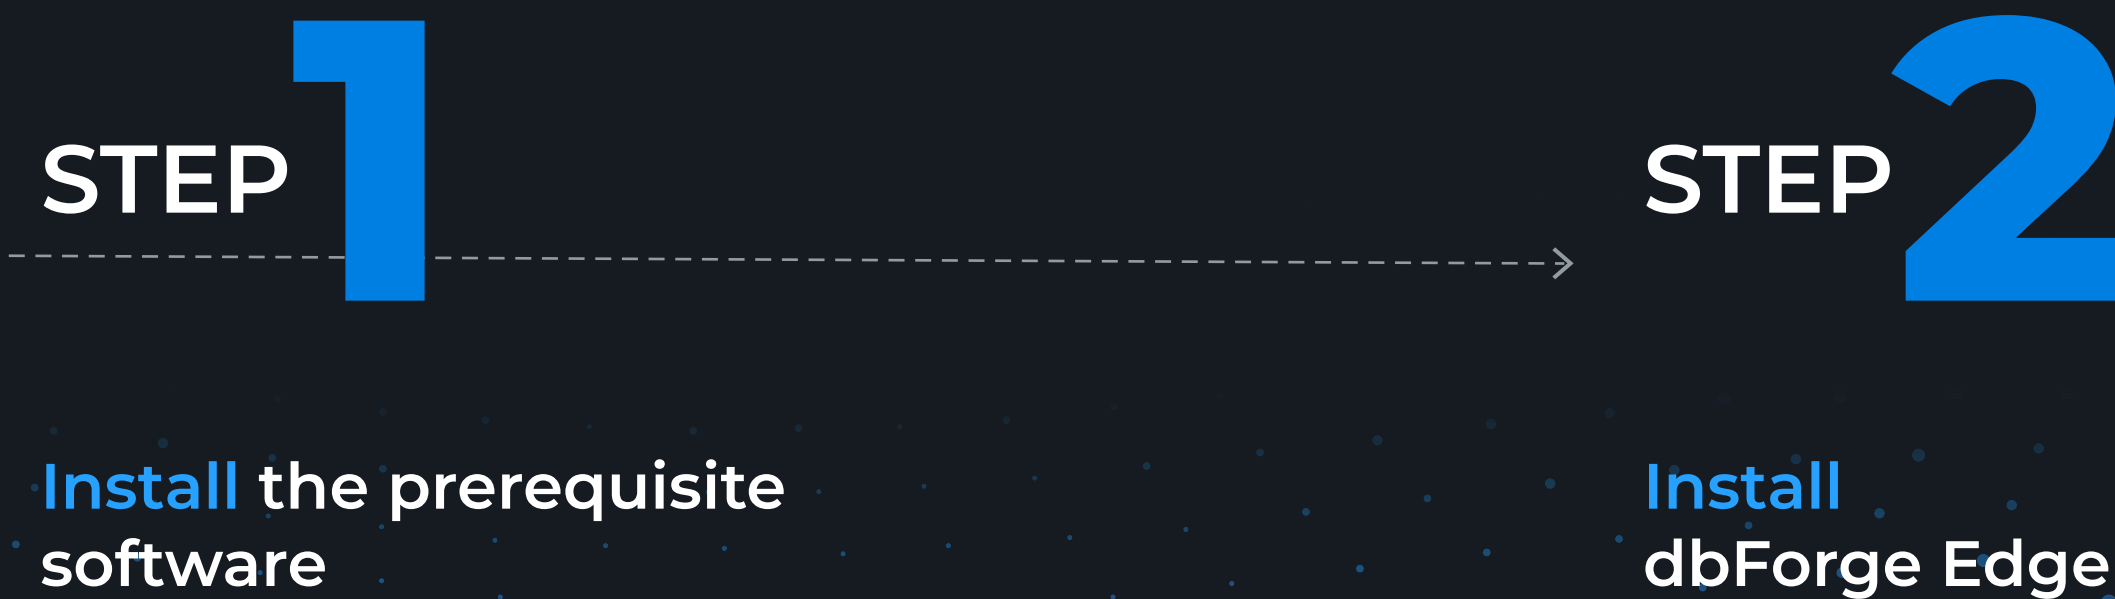 STEP 1
Install the prerequisite
software
STEP 2
Install
dbForge Edge